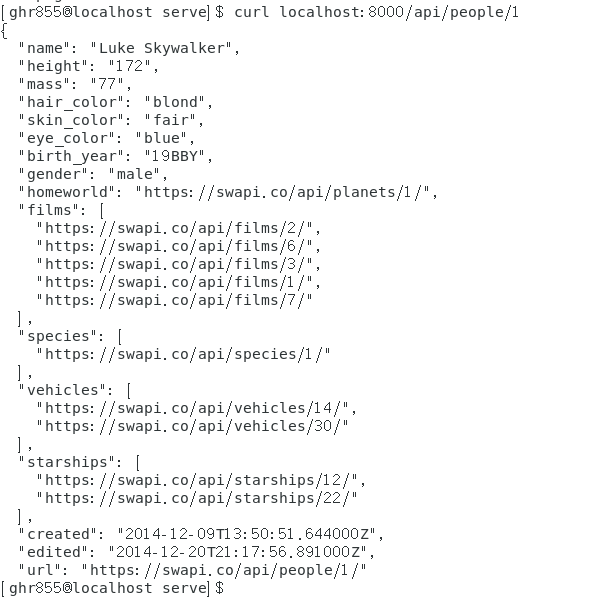 [ghr855@localhost serve]$ curl localhost:8000/api/people/1
{
  "name": "Luke Skywalker",
  "height": "172",
  "mass": "77",
  "hair_color": "blond",
  "skin_color": "fair",
  "eye_color": "blue",
  "birth_year": "19BBY",
  "gender": "male",
  "homeworld": "https://swapi.co/api/planets/1/",
  "films": [
    "https://swapi.co/api/films/2/",
    "https://swapi.co/api/films/6/",
    "https://swapi.co/api/films/3/",
    "https://swapi.co/api/films/1/",
    "https://swapi.co/api/films/7/"
  ],
  "species": [
    "https://swapi.co/api/species/1/"
  ],
  "vehicles": [
    "https://swapi.co/api/vehicles/14/",
    "https://swapi.co/api/vehicles/30/"
  ],
  "starships": [
    "https://swapi.co/api/starships/12/",
    "https://swapi.co/api/starships/22/"
  ],
  "created": "2014-12-09T13:50:51.644000Z",
  "edited": "2014-12-20T21:17:56.891000Z",
  "url": "https://swapi.co/api/people/1/"
[ghr855@localhost serve]$